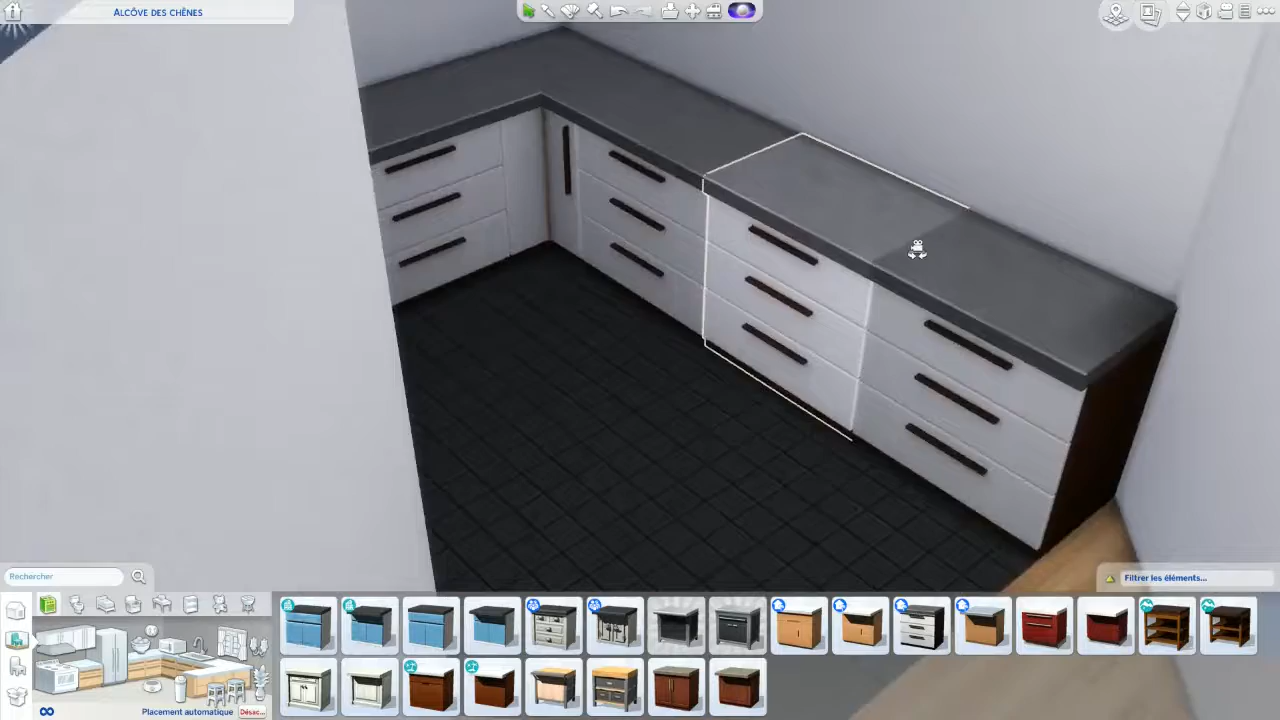 ALCÔVE DES CHÊNES
Rechercher
Filtrer les éléments...
Placement automatique Désac...